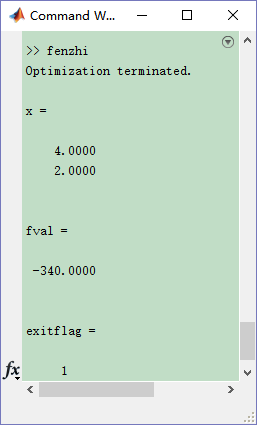 Command W...
>> fenzhi
Optimization terminated.
x =
4.0000
2.0000
fval =
-340.0000
exitflag =
1
fx